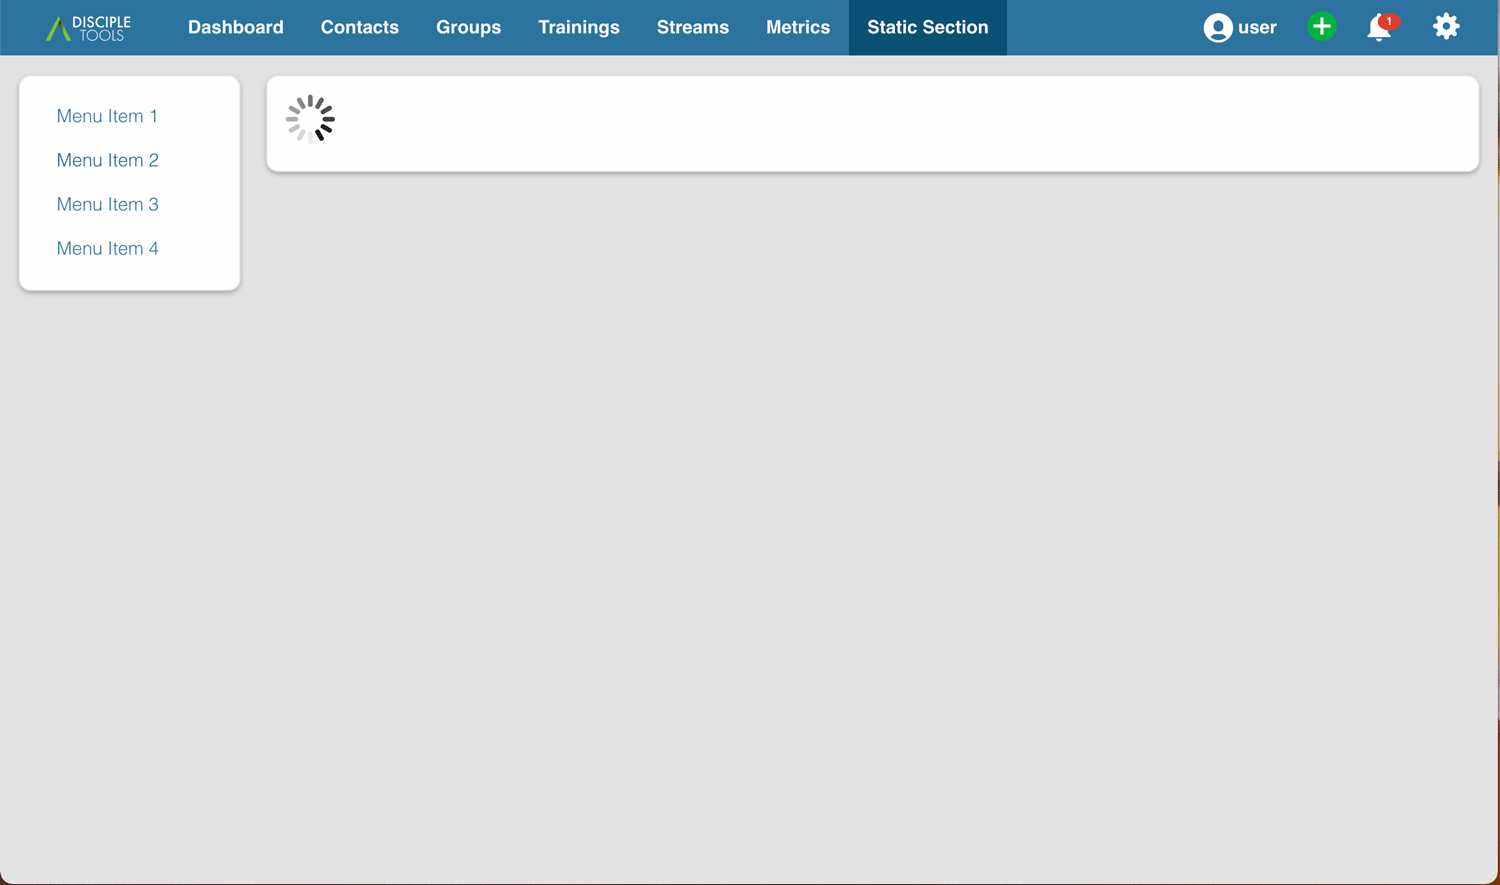 DISCIPLE
TOOLS
Dashboard Contacts Groups Trainings Streams Metrics Static Section user 1
Menu Item 1
Menu Item 2
Menu Item 3
Menu Item 4